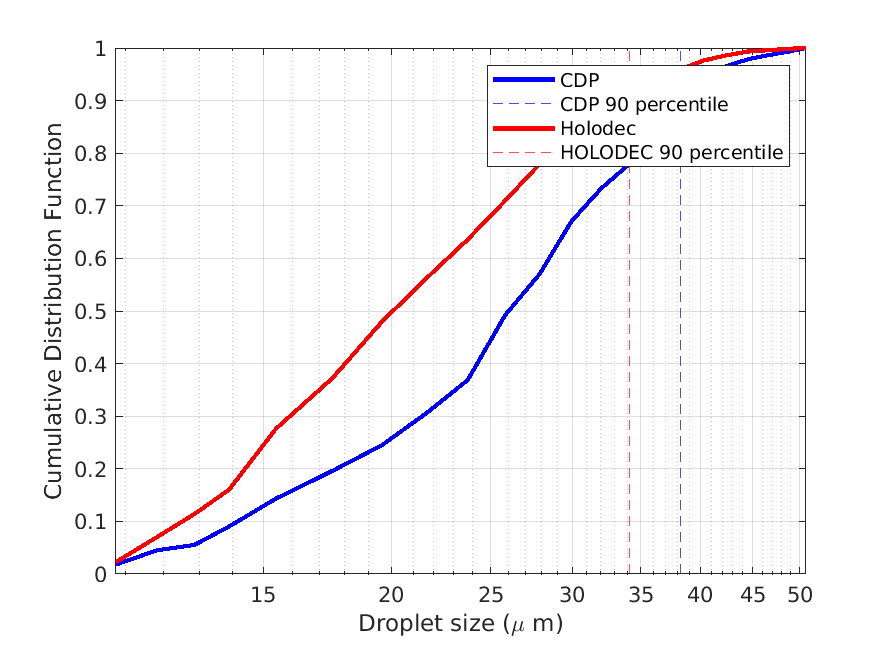 1
0.9
0.8
0.7
0.6
0.5
0.4
0.3
0.2
0.1
0
Cumulative Distribution Function
CDP
CDP 90 percentile
Holodec
HOLODEC 90 percentile
15 20 25 30 35 40 45 50
Droplet size (μ m)